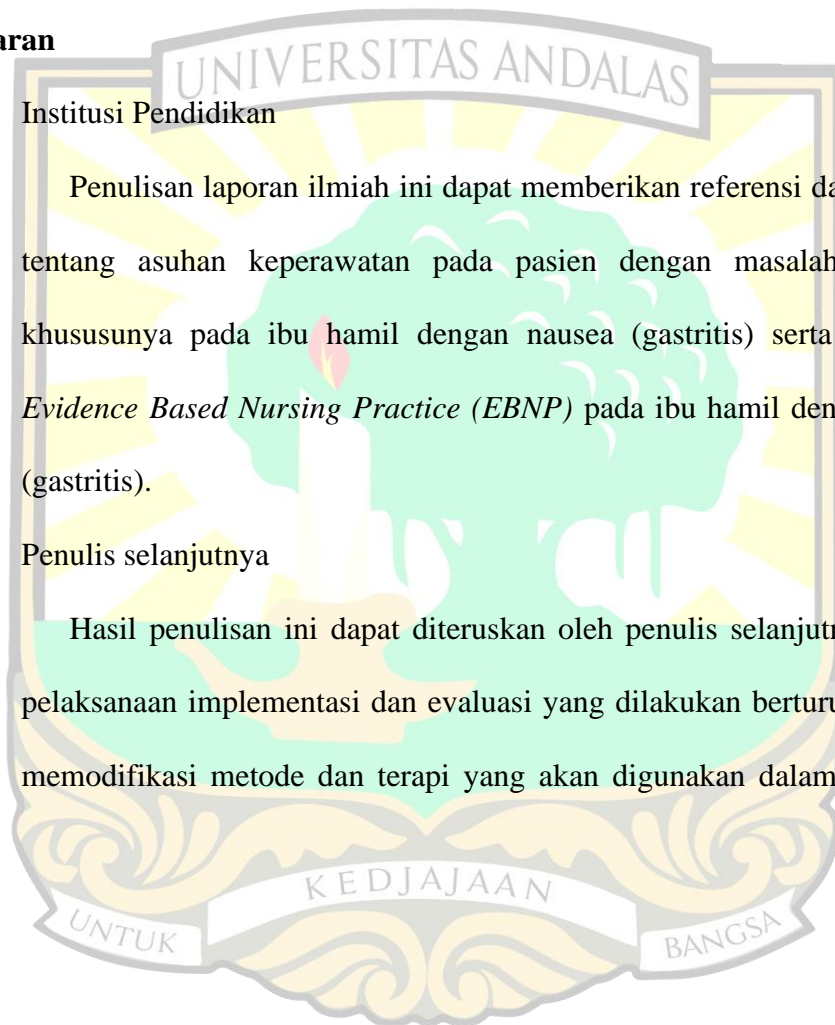 aran
UNIVERSITAS ANDALAS
Institusi Pendidikan
Penulisan laporan ilmiah ini dapat memberikan referensi da
tentang asuhan keperawatan pada pasien dengan masalah
khususunya pada ibu hamil dengan nausea (gastritis) serta
Evidence Based Nursing Practice (EBNP) pada ibu hamil den
(gastritis).
Penulis selanjutnya
Hasil penulisan ini dapat diteruskan oleh penulis selanjutn
pelaksanaan implementasi dan evaluasi yang dilakukan berturu
memodifikasi metode dan terapi yang akan digunakan dalam
UNTUK KEDJAJAAN BANGSA